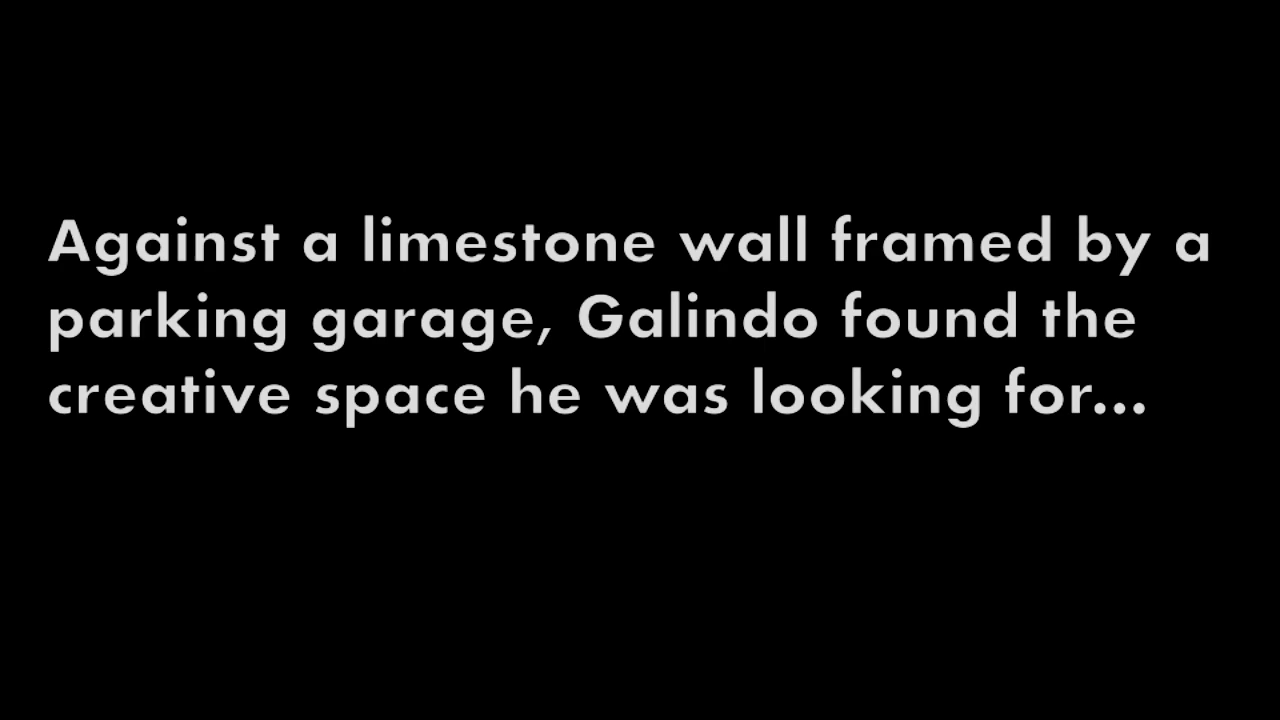 Against a limestone wall framed by a
parking garage, Galindo found the
creative space he was looking for...